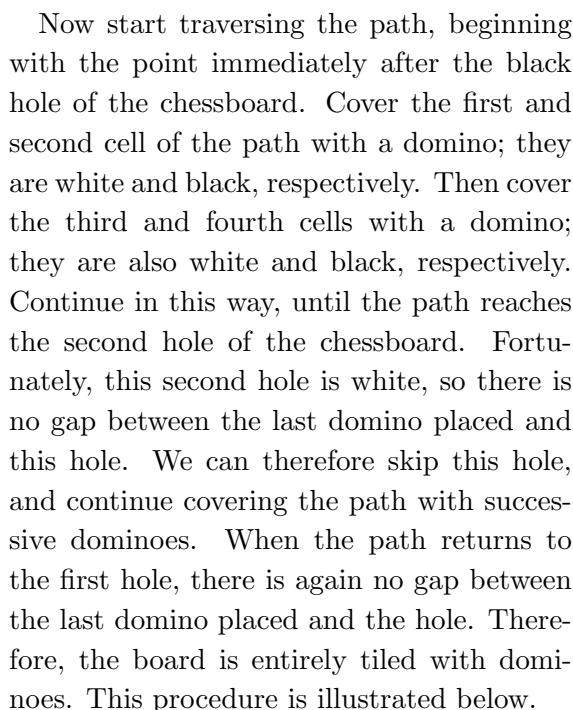 Now start traversing the path, beginning
with the point immediately after the black
hole of the chessboard. Cover the first and
second cell of the path with a domino; they
are white and black, respectively. Then cover
the third and fourth cells with a domino;
they are also white and black, respectively.
Continue in this way, until the path reaches
the second hole of the chessboard. Fortu-
nately, this second hole is white, so there is
no gap between the last domino placed and
this hole. We can therefore skip this hole,
and continue covering the path with succes-
sive dominoes. When the path returns to
the first hole, there is again no gap between
the last domino placed and the hole. There-
fore, the board is entirely tiled with domi-
noes. This procedure is illustrated below.